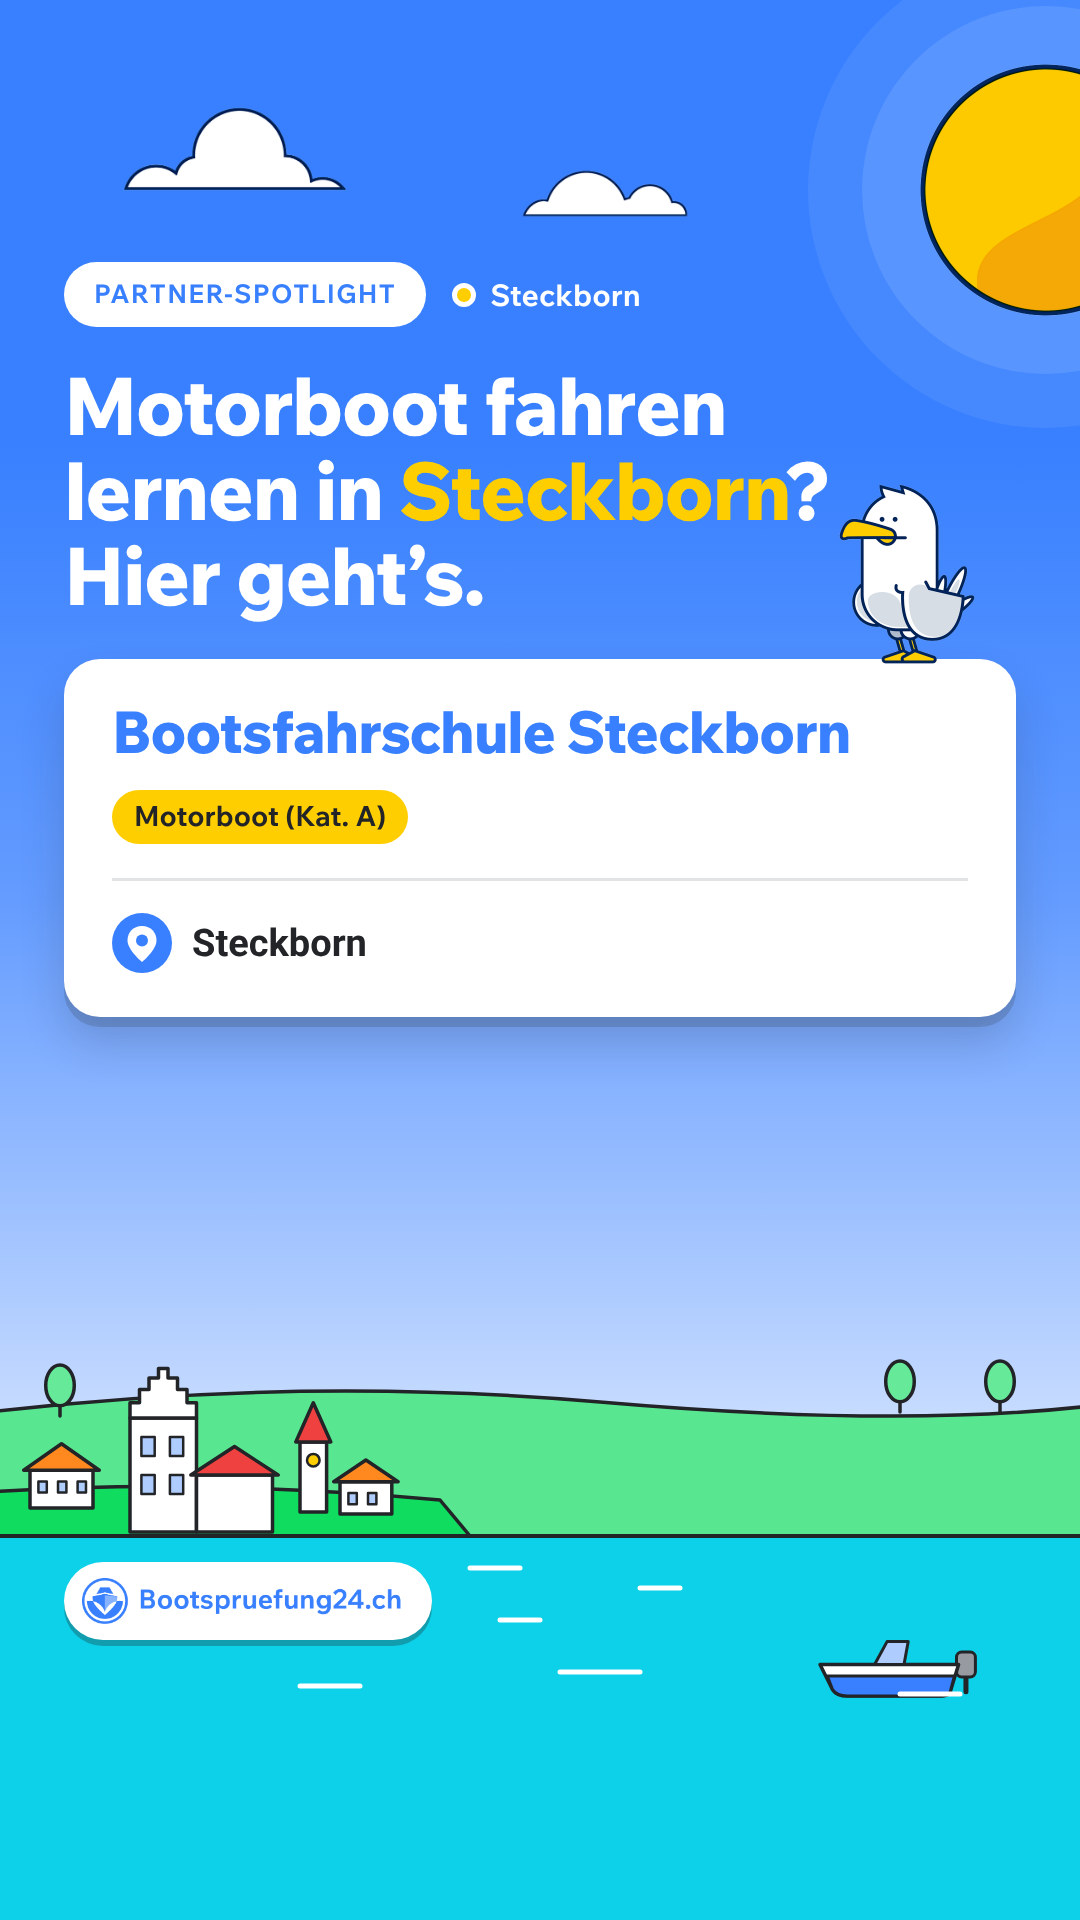 PARTNER-SPOTLIGHT
Steckborn
Motorboot fahren
lernen in Steckborn?
Hier geht’s.
Bootsfahrschule Steckborn
Motorboot (Kat. A)
Steckborn
Bootspruefung24.ch